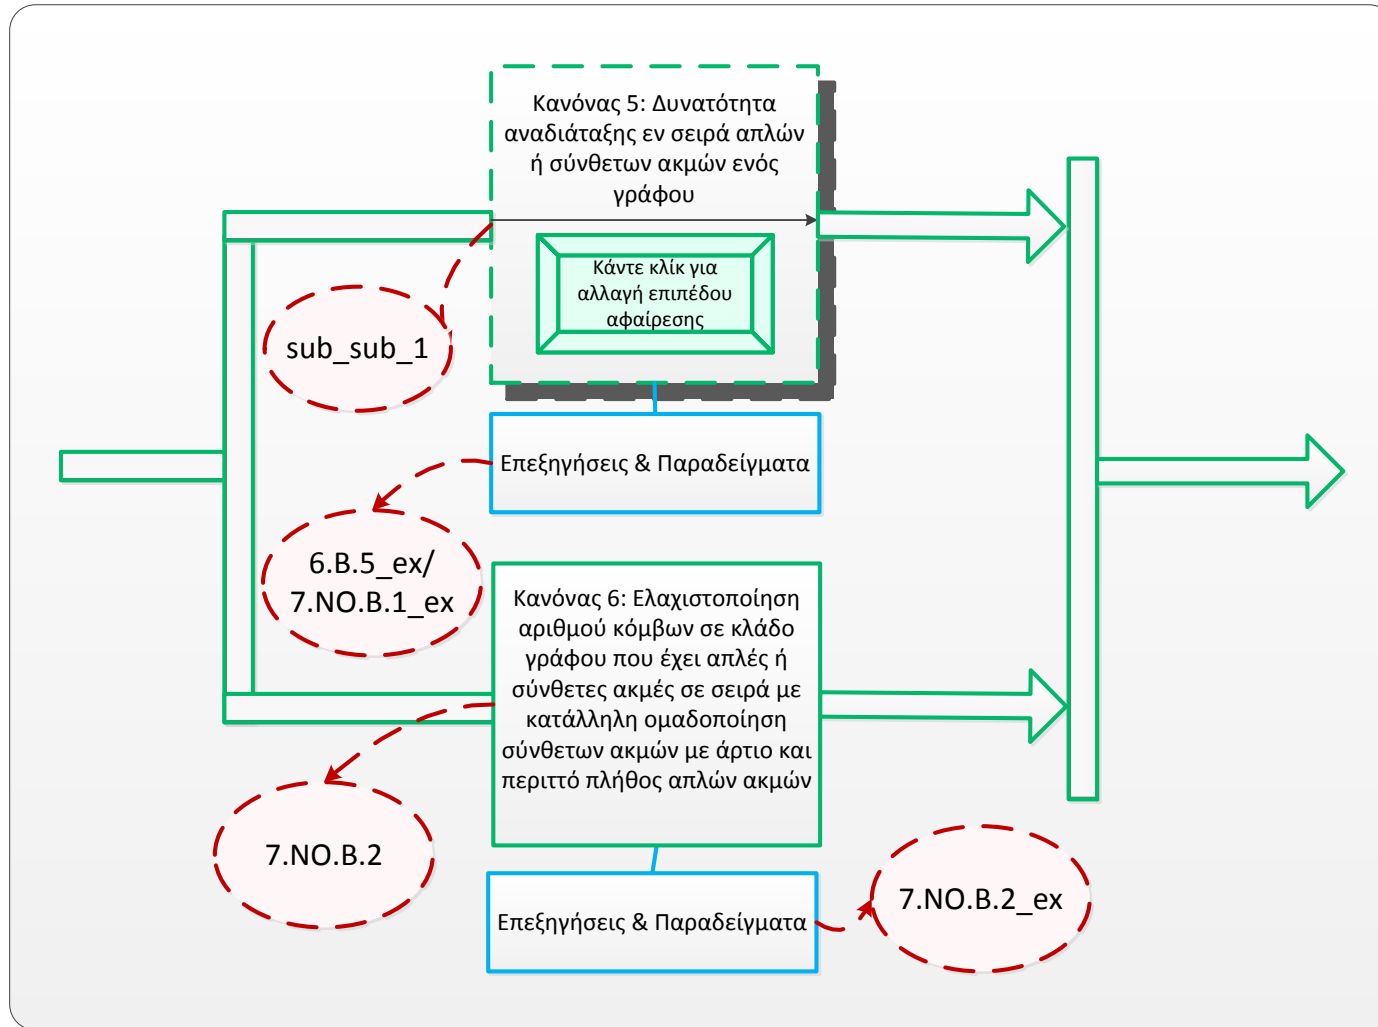 Κανόνας 5: Δυνατότητα
αναδιάταξης εν σειρά απλών
ή σύνθετων ακμών ενός
γράφου
Κάντε κλίκ για
αλλαγή επιπέδου
αφαίρεσης
sub_sub_1
Επεξηγήσεις & Παραδείγματα
6.B.5_ex/
7.NO.B.1_ex
Κανόνας 6: Ελαχιστοποίηση
αριθμού κόμβων σε κλάδο
γράφου που έχει απλές ή
σύνθετες ακμές σε σειρά με
κατάλληλη ομαδοποίηση
σύνθετων ακμών με άρτιο και
περιττό πλήθος απλών ακμών
7.NO.B.2
Επεξηγήσεις & Παραδείγματα
7.NO.B.2_ex